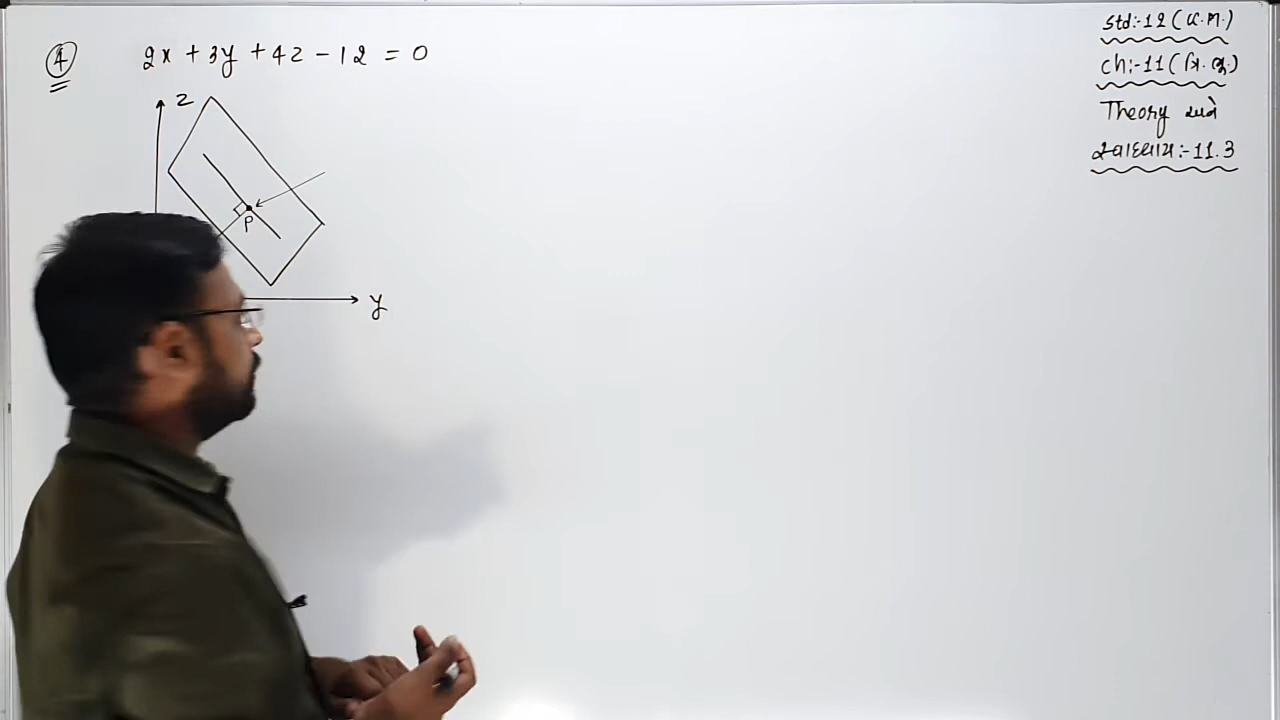 4 2x + 3y + 4z - 12 = 0
z
P
y
Std:-12 (ધ.ગ.)
ch:-11 (ત્રિ.ભૂ.)
Theory અને
સ્વાધ્યાય:-11.3